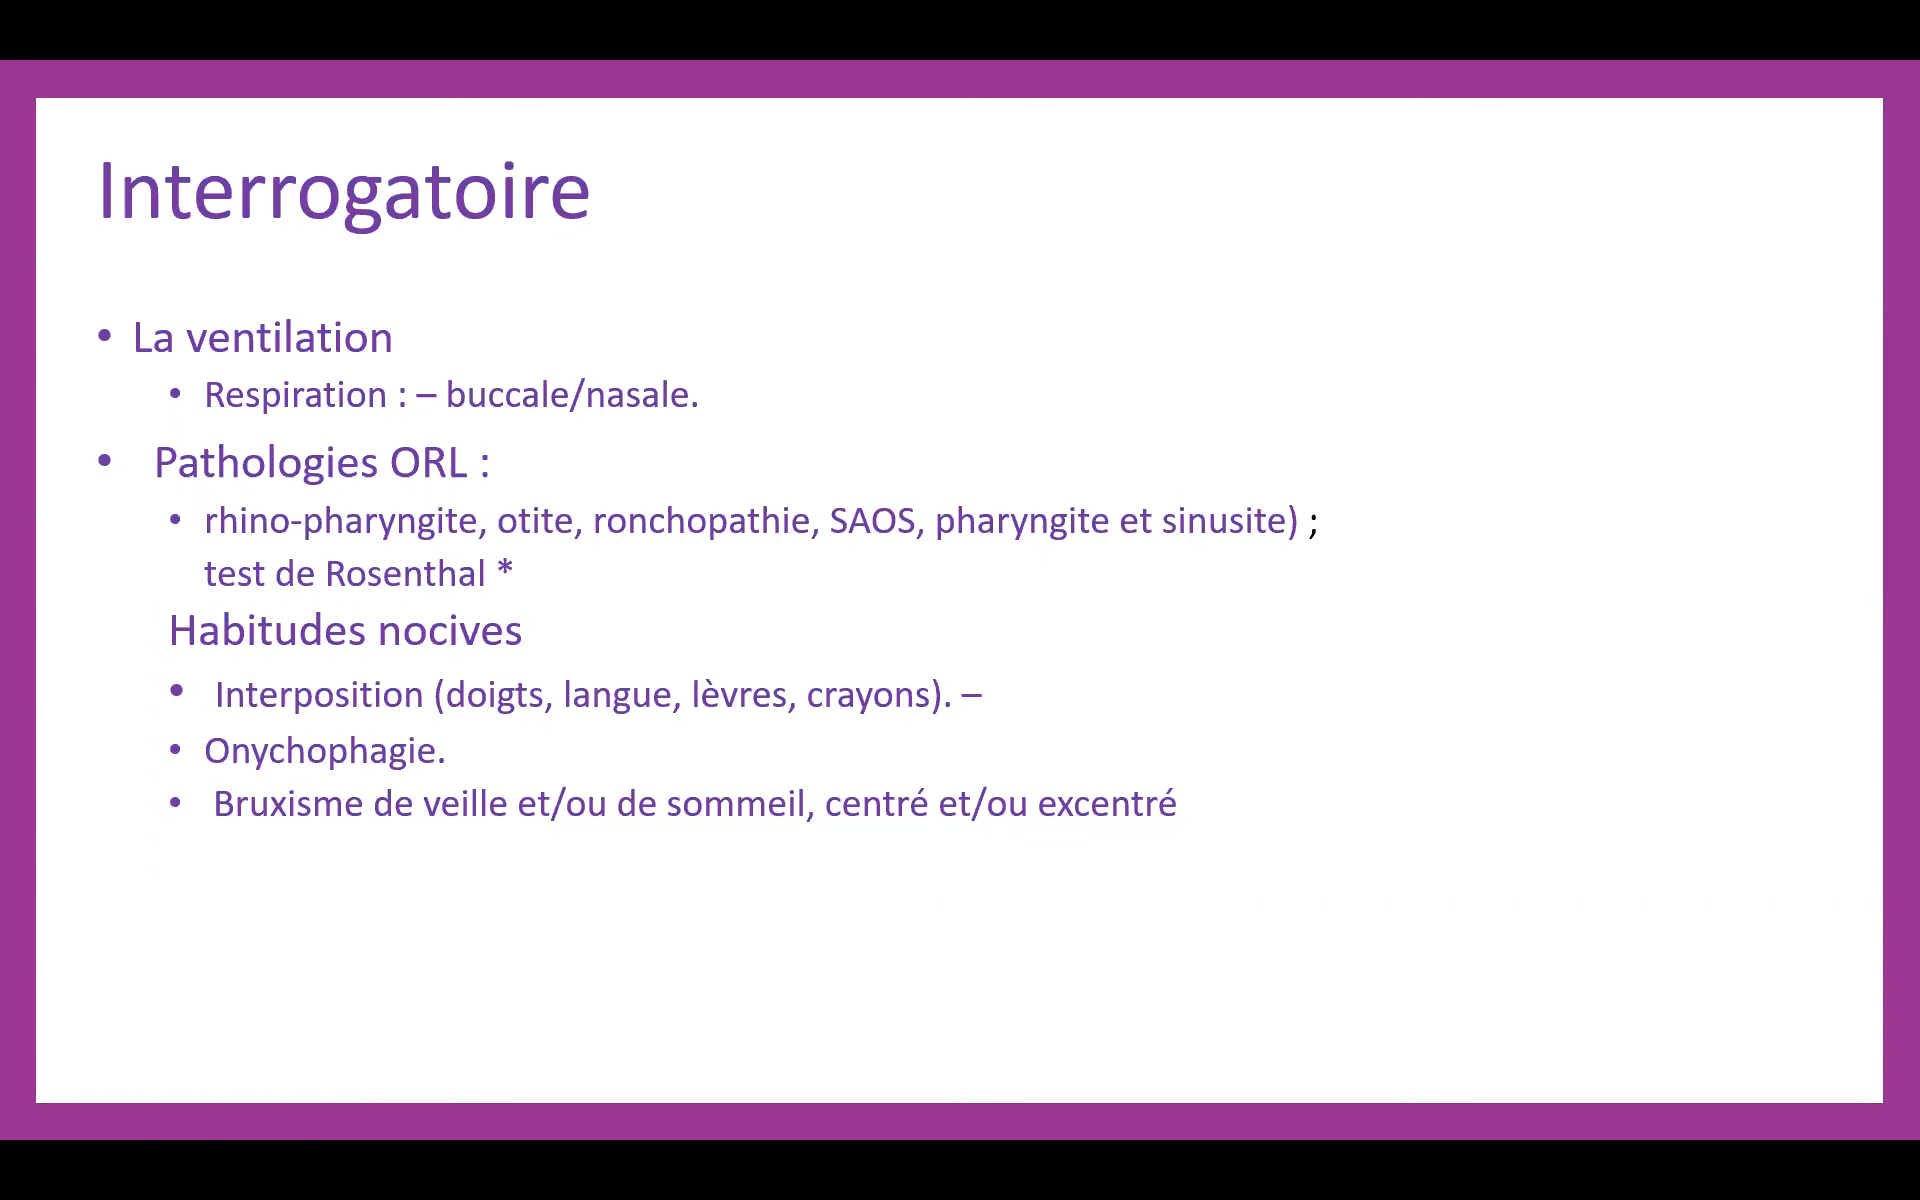 Interrogatoire
• La ventilation
• Respiration : – buccale/nasale.
• Pathologies ORL :
• rhino-pharyngite, otite, ronchopathie, SAOS, pharyngite et sinusite) ;
test de Rosenthal *
Habitudes nocives
• Interposition (doigts, langue, lèvres, crayons). –
• Onychophagie.
• Bruxisme de veille et/ou de sommeil, centré et/ou excentré